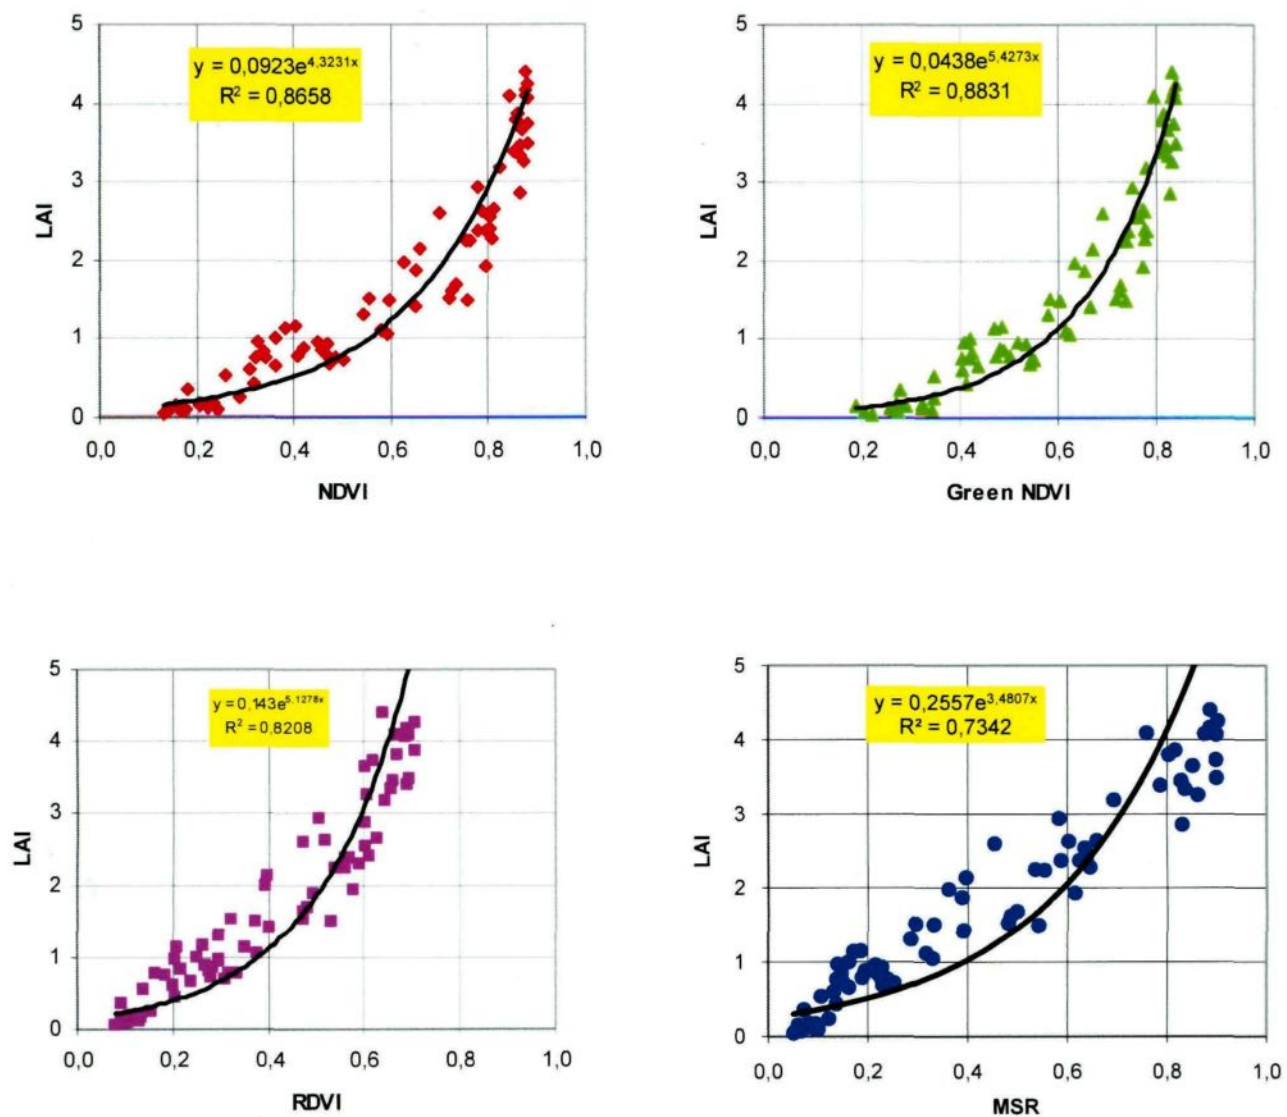 5
4
3
2
1
0
LAI
y = 0,0923e^4,3231x
R² = 0,8658
0,0 0,2 0,4 0,6 0,8 1,0
NDVI
5
4
3
2
1
0
LAI
y = 0,0438e^5,4273x
R² = 0,8831
0,0 0,2 0,4 0,6 0,8 1,0
Green NDVI
5
4
3
2
1
0
LAI
y = 0,143e^5,1278x
R² = 0,8208
0,0 0,2 0,4 0,6 0,8 1,0
RDVI
5
4
3
2
1
0
LAI
y = 0,2557e^3,4807x
R² = 0,7342
0,0 0,2 0,4 0,6 0,8 1,0
MSR